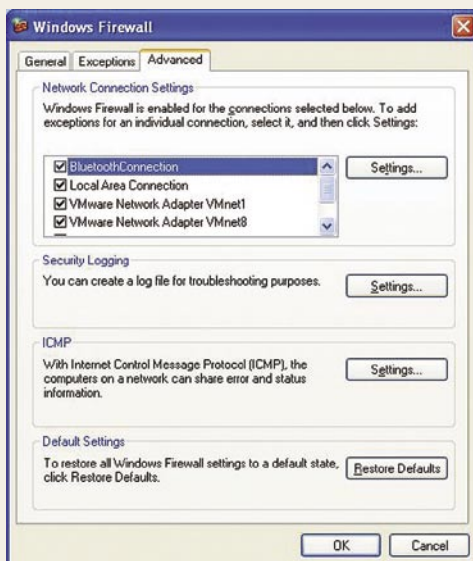 Windows Firewall
General Exceptions Advanced
Network Connection Settings
Windows Firewall is enabled for the connections selected below. To add
exceptions for an individual connection, select it, and then click Settings:
BluetoothConnection
Local Area Connection
VMware Network Adapter VMnet1
VMware Network Adapter VMnet8
Settings...
Security Logging
You can create a log file for troubleshooting purposes.
Settings...
ICMP
With Internet Control Message Protocol (ICMP), the
computers on a network can share error and status
information.
Settings...
Default Settings
To restore all Windows Firewall settings to a default state,
click Restore Defaults.
Restore Defaults
OK Cancel